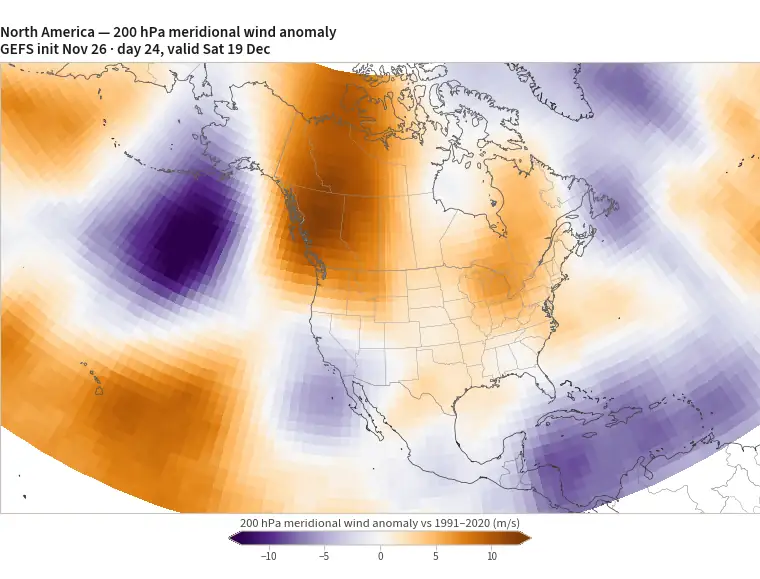 North America — 200 hPa meridional wind anomaly
GEFS init Nov 26 · day 24, valid Sat 19 Dec
200 hPa meridional wind anomaly vs 1991–2020 (m/s)
−10 −5 0 5 10